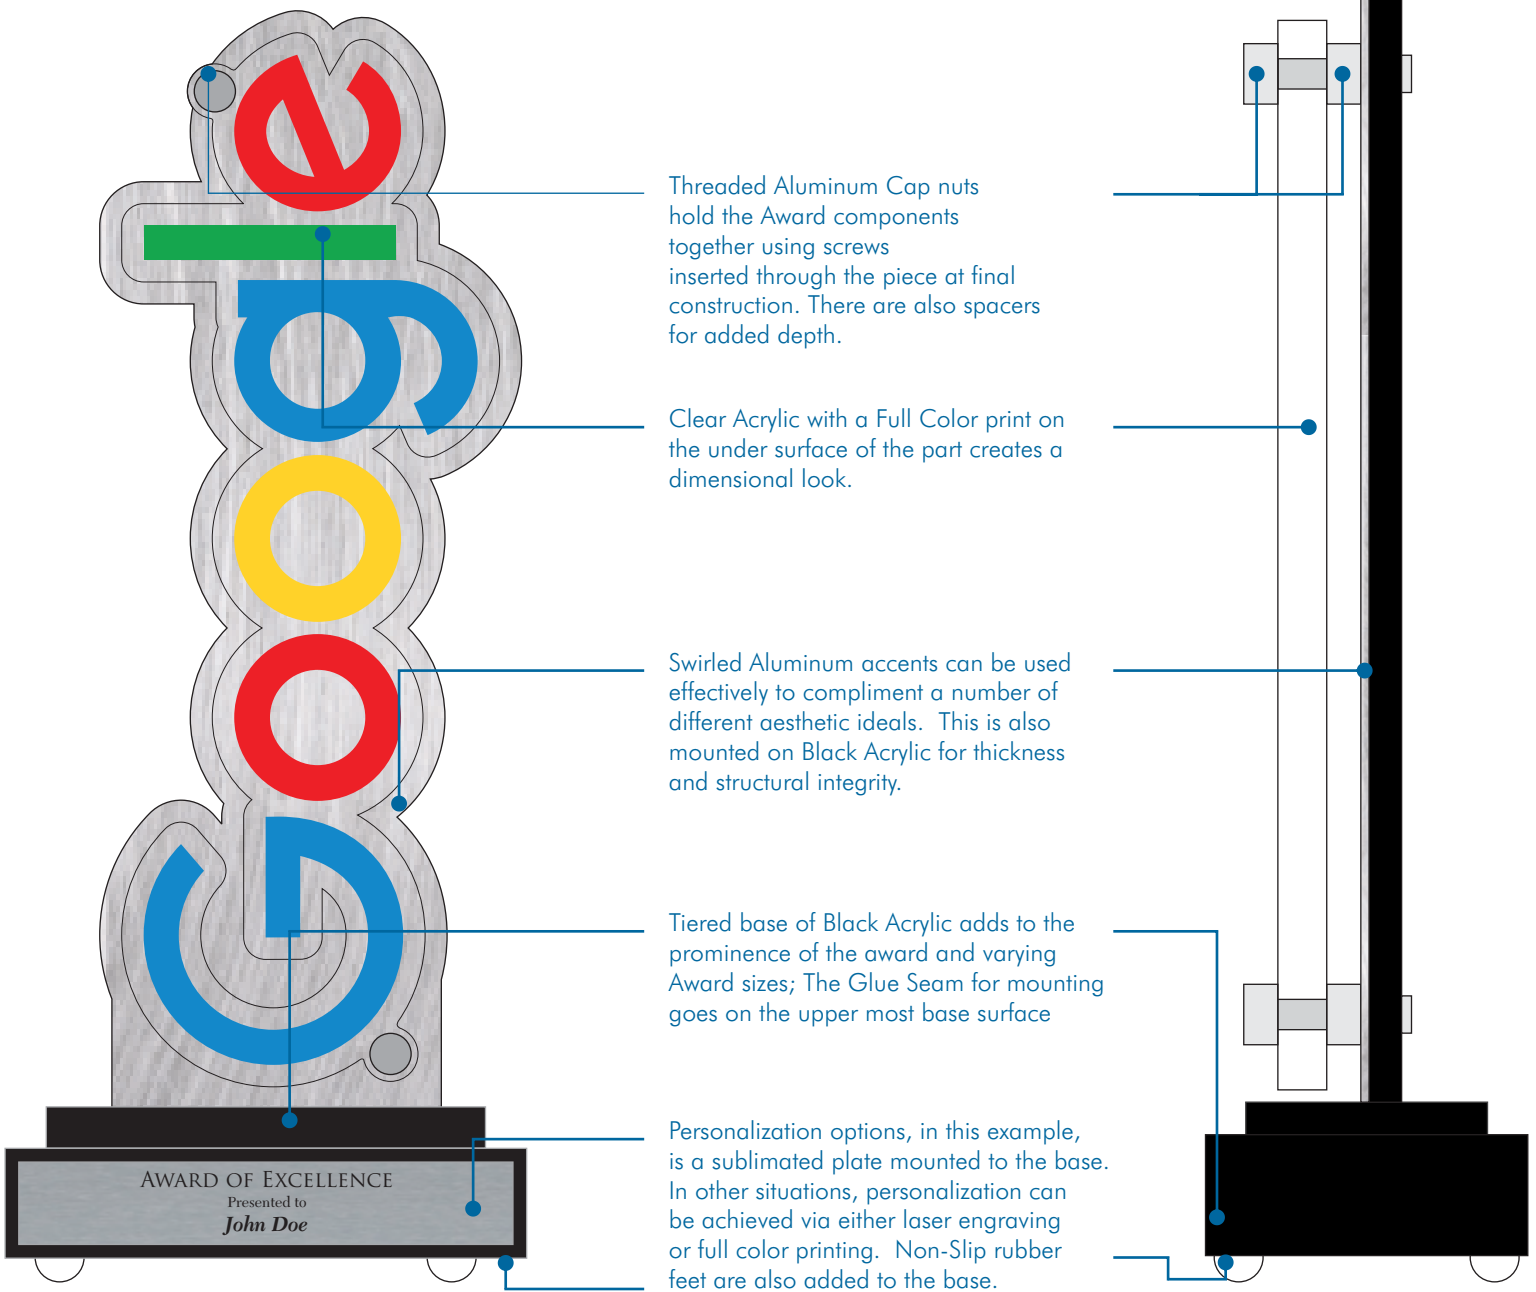 Google
Threaded Aluminum Cap nuts
hold the Award components
together using screws
inserted through the piece at final
construction. There are also spacers
for added depth.
Clear Acrylic with a Full Color print on
the under surface of the part creates a
dimensional look.
Swirled Aluminum accents can be used
effectively to compliment a number of
different aesthetic ideals.  This is also
mounted on Black Acrylic for thickness
and structural integrity.
Tiered base of Black Acrylic adds to the
prominence of the award and varying
Award sizes; The Glue Seam for mounting
goes on the upper most base surface
Personalization options, in this example,
is a sublimated plate mounted to the base.
In other situations, personalization can
be achieved via either laser engraving
or full color printing.  Non-Slip rubber
feet are also added to the base.
AWARD OF EXCELLENCE
Presented to
John Doe